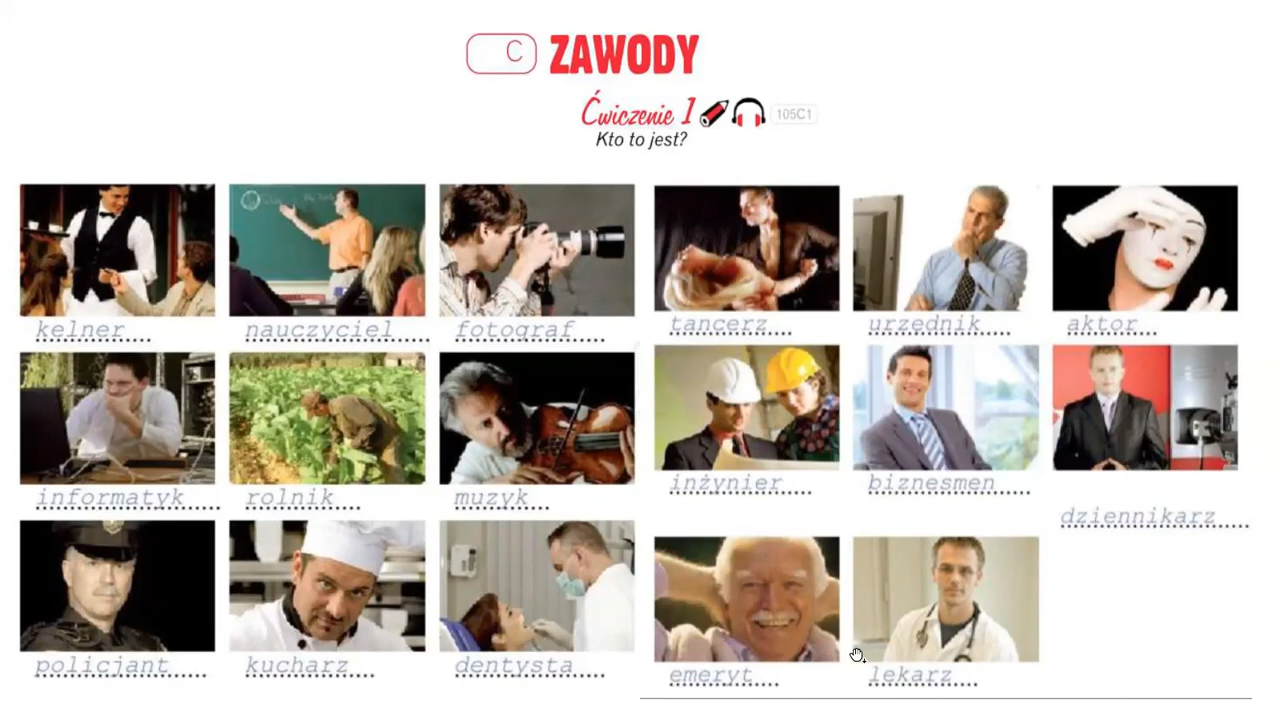 C ZAWODY
Ćwiczenie 1 105C1
Kto to jest?
kelner
nauczyciel
fotograf
tancerz
urzędnik
aktor
informatyk
rolnik
muzyk
inżynier
biznesmen
dziennikarz
policjant
kucharz
dentysta
emeryt
lekarz